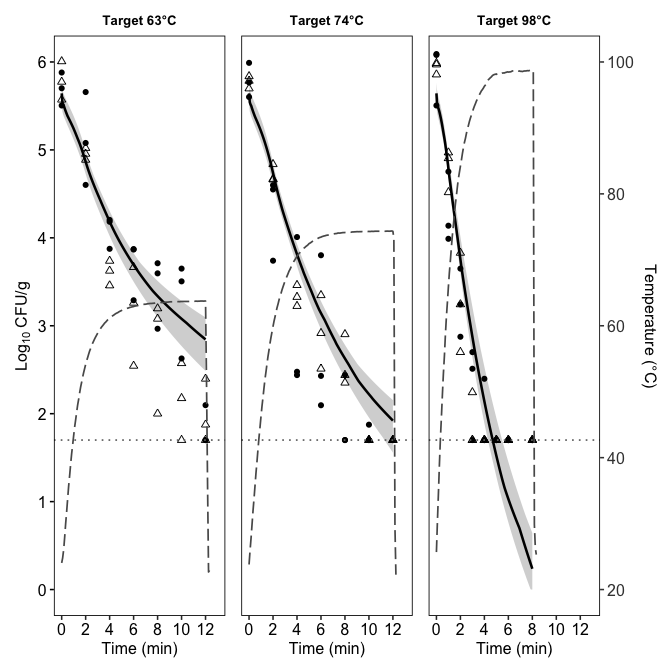 Target 63°C Target 74°C Target 98°C
6 100
5
80
4
Log10 CFU/g
3 60
Temperature (°C)
2
40
1
0 20
0 2 4 6 8 10 12 0 2 4 6 8 10 12 0 2 4 6 8 10 12
Time (min) Time (min) Time (min)